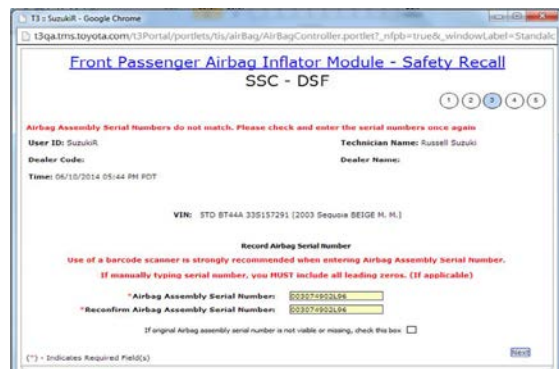 T3 :: SuzukiR - Google Chrome
t3qa.tms.toyota.com/t3Portal/portlets/tis/airBag/AirBagController.portlet?_nfpb=true&_windowLabel=Standalc
Front Passenger Airbag Inflator Module - Safety Recall
SSC - DSF
1 2 3 4 5
Airbag Assembly Serial Numbers do not match. Please check and enter the serial numbers once again
User ID: SuzukiR Technician Name: Russell Suzuki
Dealer Code: Dealer Name:
Time: 06/10/2014 05:44 PM PDT
VIN: 5TD BT44A 33S157291 [2003 Sequoia BEIGE M. M.]
Record Airbag Serial Number
Use of a barcode scanner is strongly recommended when entering Airbag Assembly Serial Number.
If manually typing serial number, you MUST include all leading zeros. (If applicable)
*Airbag Assembly Serial Number: 003074902L96
*Reconfirm Airbag Assembly Serial Number: 003074902L96
If original Airbag assembly serial number is not visible or missing, check this box
Next
(*) - Indicates Required Field(s)